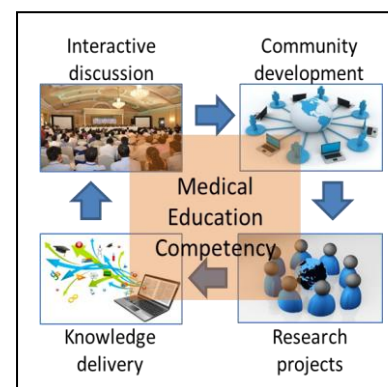 Interactive
discussion
Community
development
Medical
Education
Competency
Knowledge
delivery
Research
projects